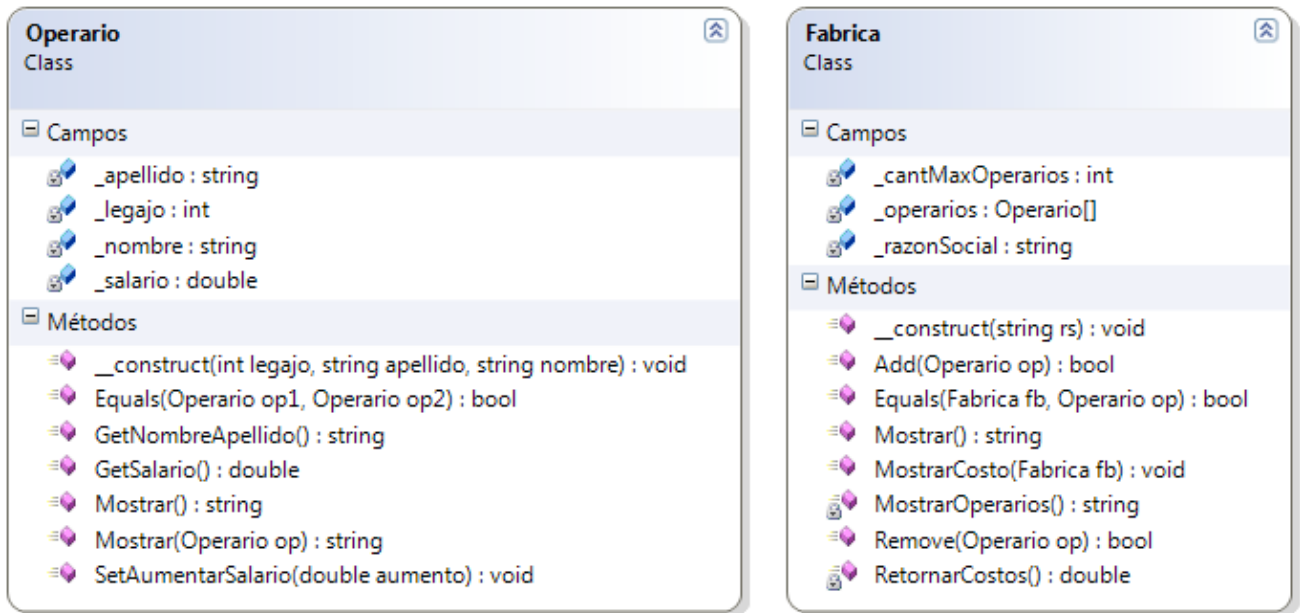 Operario
Class
Campos
_apellido : string
_legajo : int
_nombre : string
_salario : double
Métodos
__construct(int legajo, string apellido, string nombre) : void
Equals(Operario op1, Operario op2) : bool
GetNombreApellido() : string
GetSalario() : double
Mostrar() : string
Mostrar(Operario op) : string
SetAumentarSalario(double aumento) : void
Fabrica
Class
Campos
_cantMaxOperarios : int
_operarios : Operario[]
_razonSocial : string
Métodos
__construct(string rs) : void
Add(Operario op) : bool
Equals(Fabrica fb, Operario op) : bool
Mostrar() : string
MostrarCosto(Fabrica fb) : void
MostrarOperarios() : string
Remove(Operario op) : bool
RetornarCostos() : double